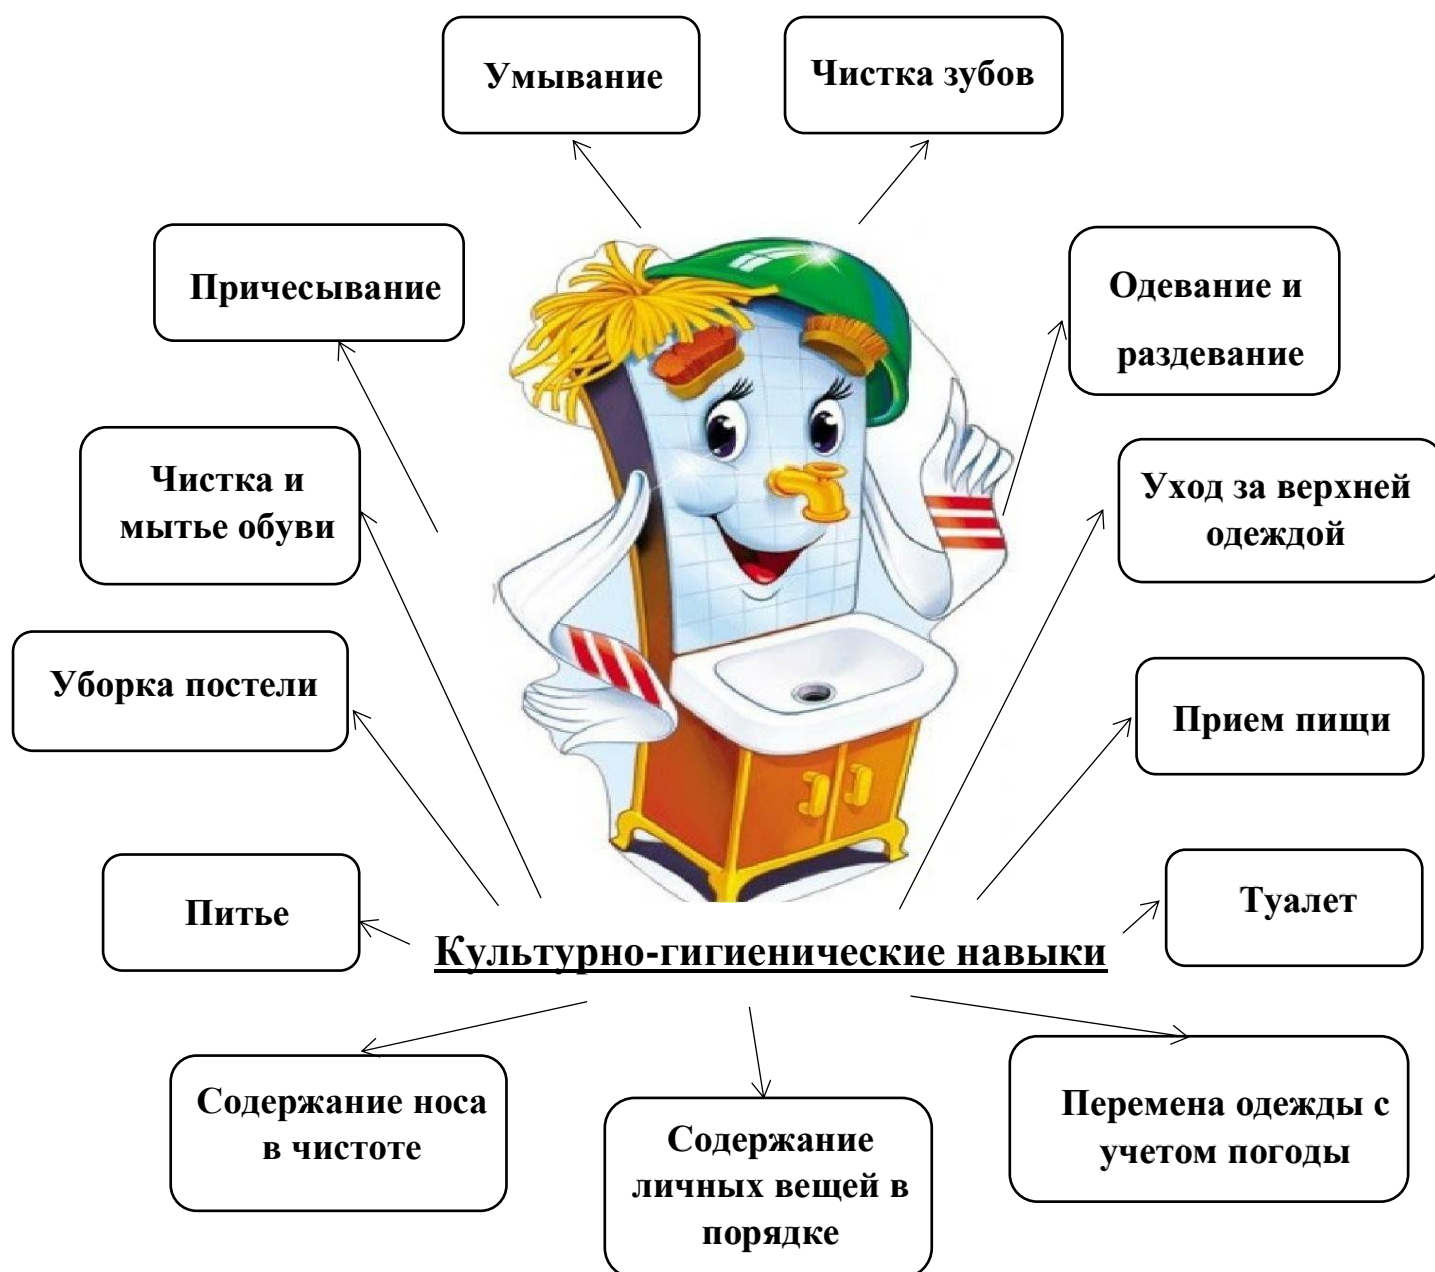 Умывание
Чистка зубов
Причесывание
Одевание и
раздевание
Чистка и
мытье обуви
Уход за верхней
одеждой
Уборка постели
Прием пищи
Питье
Туалет
Культурно-гигиенические навыки
Содержание носа
в чистоте
Содержание
личных вещей в
порядке
Перемена одежды с
учетом погоды